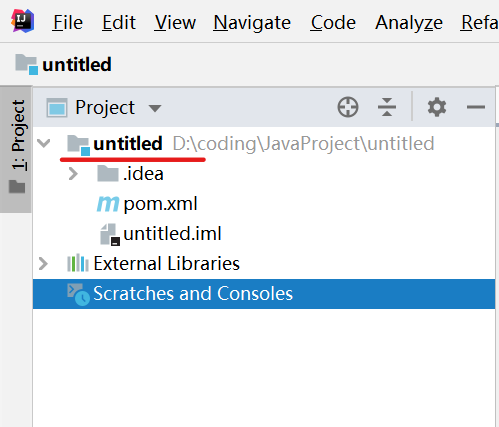 File Edit View Navigate Code Analyze Refa
untitled
1: Project
Project
untitled D:\coding\JavaProject\untitled
.idea
pom.xml
untitled.iml
External Libraries
Scratches and Consoles